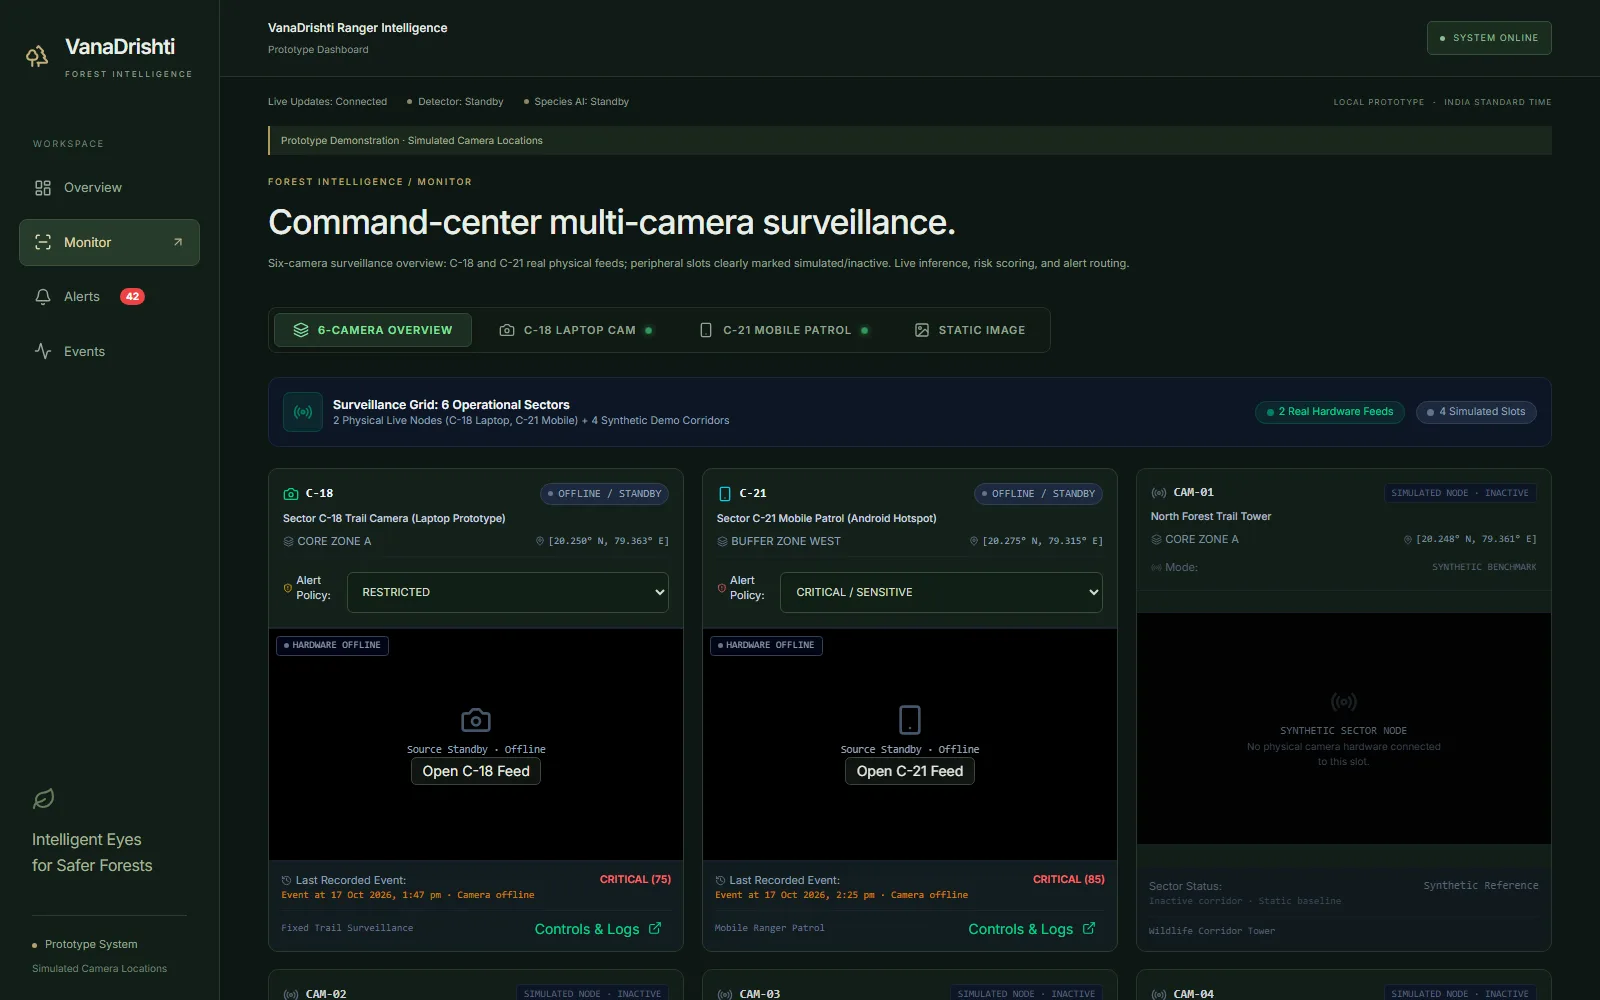 VanaDrishti
FOREST INTELLIGENCE
WORKSPACE
Overview
Monitor
Alerts 42
Events
Intelligent Eyes
for Safer Forests
Prototype System
Simulated Camera Locations
VanaDrishti Ranger Intelligence
Prototype Dashboard
SYSTEM ONLINE
Live Updates: Connected Detector: Standby Species AI: Standby
LOCAL PROTOTYPE - INDIA STANDARD TIME
Prototype Demonstration · Simulated Camera Locations
FOREST INTELLIGENCE / MONITOR
Command-center multi-camera surveillance.
Six-camera surveillance overview: C-18 and C-21 real physical feeds; peripheral slots clearly marked simulated/inactive. Live inference, risk scoring, and alert routing.
6-CAMERA OVERVIEW C-18 LAPTOP CAM C-21 MOBILE PATROL STATIC IMAGE
Surveillance Grid: 6 Operational Sectors
2 Physical Live Nodes (C-18 Laptop, C-21 Mobile) + 4 Synthetic Demo Corridors
2 Real Hardware Feeds 4 Simulated Slots
C-18 OFFLINE / STANDBY
Sector C-18 Trail Camera (Laptop Prototype)
CORE ZONE A [20.250° N, 79.363° E]
Alert
Policy:
RESTRICTED
HARDWARE OFFLINE
Source Standby · Offline
Open C-18 Feed
Last Recorded Event: CRITICAL (75)
Event at 17 Oct 2026, 1:47 pm · Camera offline
Fixed Trail Surveillance Controls & Logs
C-21 OFFLINE / STANDBY
Sector C-21 Mobile Patrol (Android Hotspot)
BUFFER ZONE WEST [20.275° N, 79.315° E]
Alert
Policy:
CRITICAL / SENSITIVE
HARDWARE OFFLINE
Source Standby · Offline
Open C-21 Feed
Last Recorded Event: CRITICAL (85)
Event at 17 Oct 2026, 2:25 pm · Camera offline
Mobile Ranger Patrol Controls & Logs
CAM-01 SIMULATED NODE · INACTIVE
North Forest Trail Tower
CORE ZONE A [20.248° N, 79.361° E]
Mode: SYNTHETIC BENCHMARK
SYNTHETIC SECTOR NODE
No physical camera hardware connected
to this slot.
Sector Status: Synthetic Reference
Inactive corridor · Static baseline
Wildlife Corridor Tower
CAM-02 SIMULATED NODE · INACTIVE
CAM-03 SIMULATED NODE · INACTIVE
CAM-04 SIMULATED NODE · INACTIVE